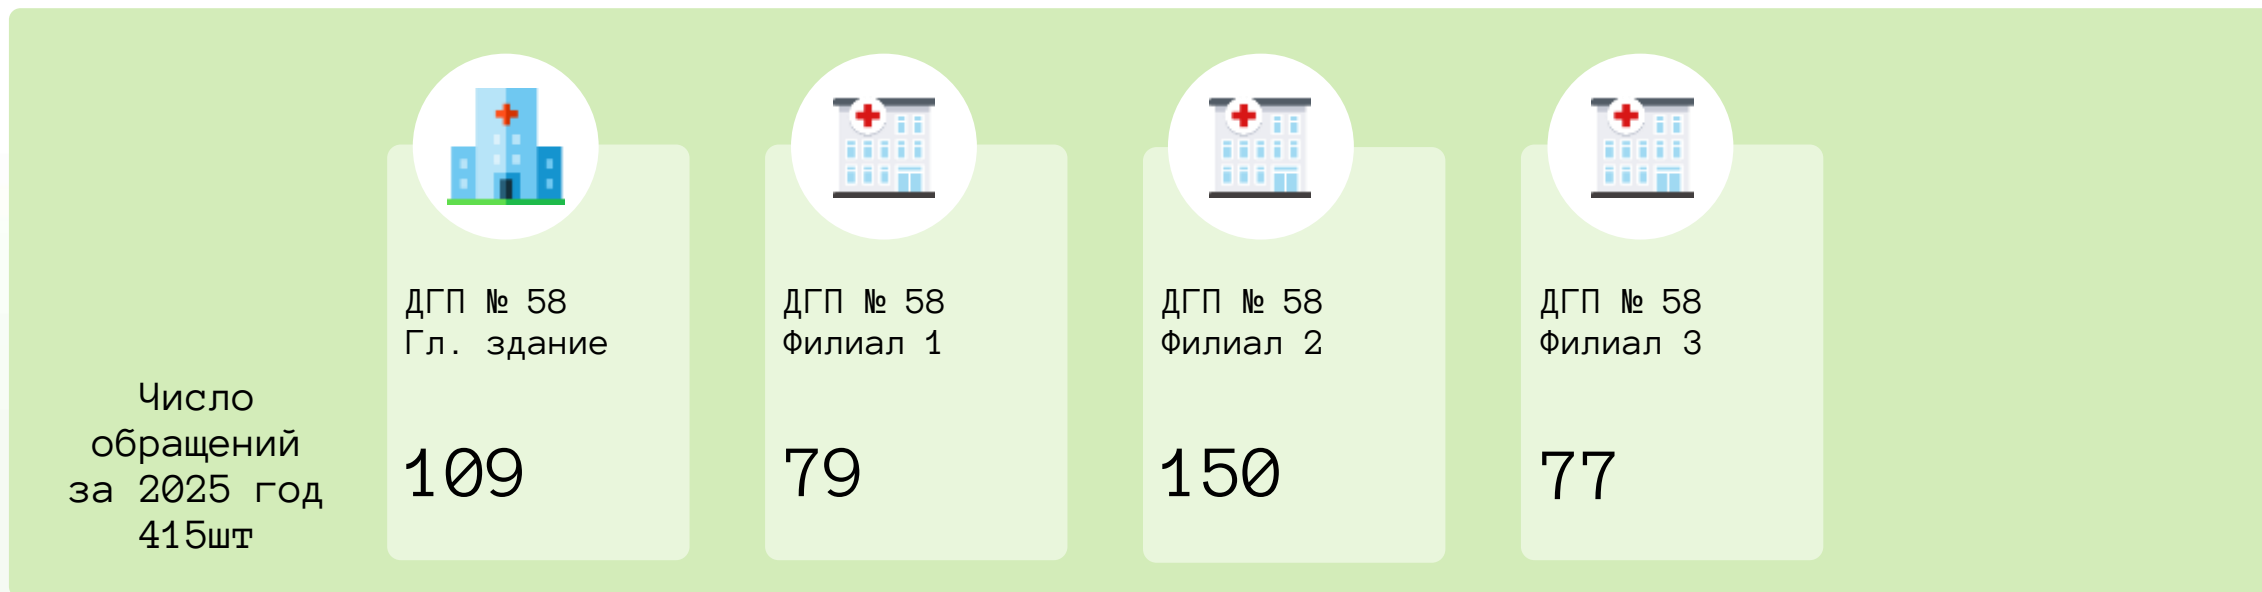 Число
обращений
за 2025 год
415шт
ДГП № 58
Гл. здание
109
ДГП № 58
Филиал 1
79
ДГП № 58
Филиал 2
150
ДГП № 58
Филиал 3
77